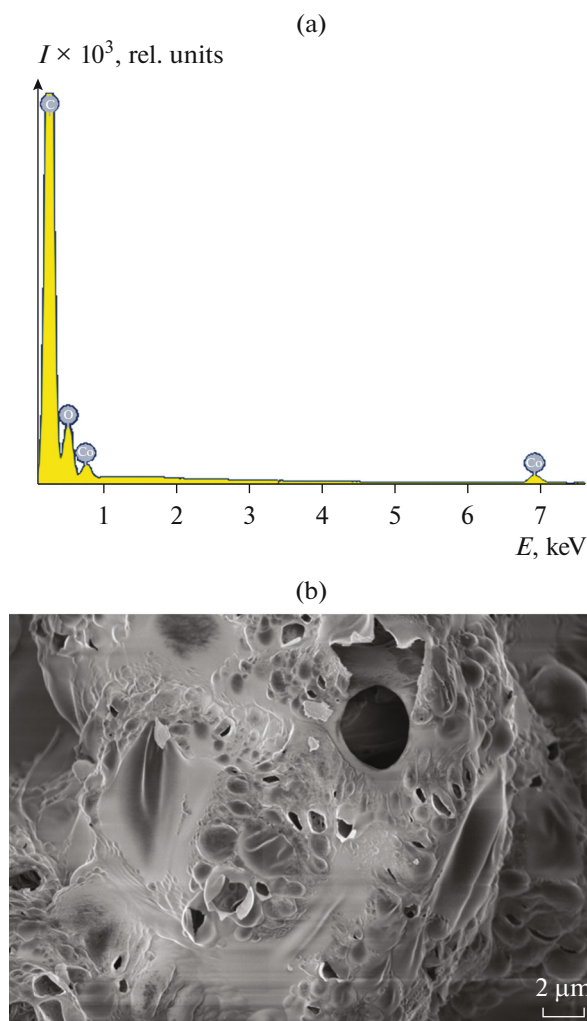 (a)
I × 10³, rel. units
C
O
Co
Co
1 2 3 4 5 6 7
E, keV
(b)
2 μm